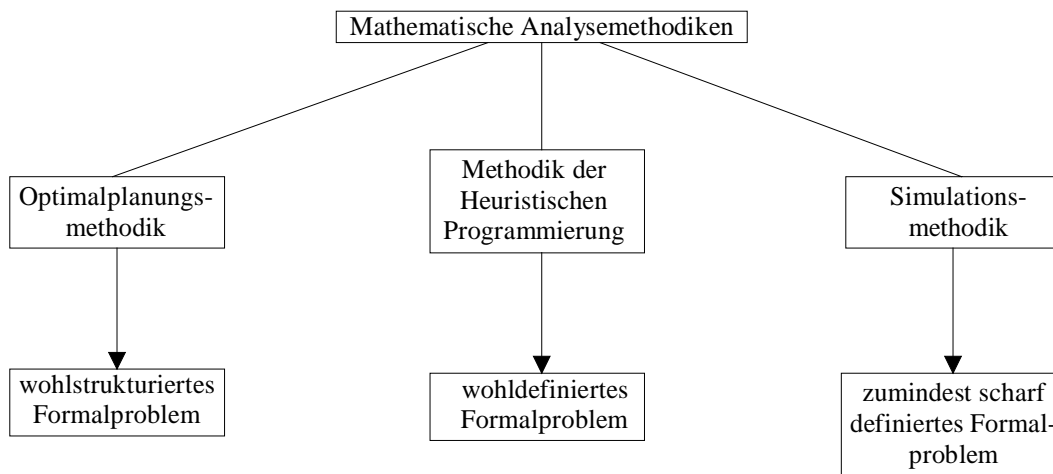 Mathematische Analysemethodiken
Optimalplanungs-
methodik
Methodik der
Heuristischen
Programmierung
Simulations-
methodik
wohlstrukturiertes
Formalproblem
wohldefiniertes
Formalproblem
zumindest scharf
definiertes Formal-
problem